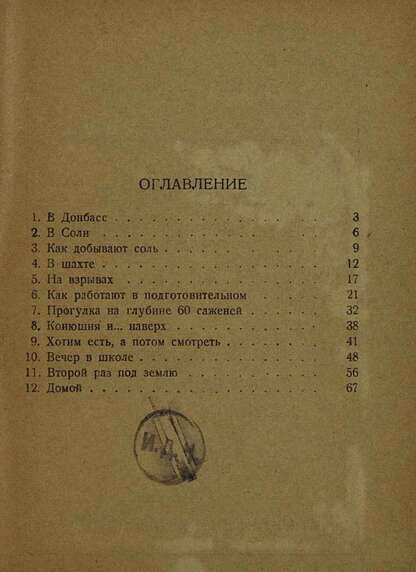 ОГЛАВЛЕНИЕ
1. В Донбасс . . . . . . . . . . . . . . . . 3
2. В Соли . . . . . . . . . . . . . . . . . 6
3. Как добывают соль . . . . . . . . . . . . . 9
4. В шахте . . . . . . . . . . . . . . . . . 12
5. На взрывах . . . . . . . . . . . . . . . . 17
6. Как работают в подготовительном . . . . . . . 21
7. Прогулка на глубине 60 саженей . . . . . . . . 32
8. Конюшня и... наверх . . . . . . . . . . . . 38
9. Хотим есть, а потом смотреть . . . . . . . . . 41
10. Вечер в школе . . . . . . . . . . . . . . 48
11. Второй раз под землю . . . . . . . . . . . . 56
12. Домой . . . . . . . . . . . . . . . . . 67